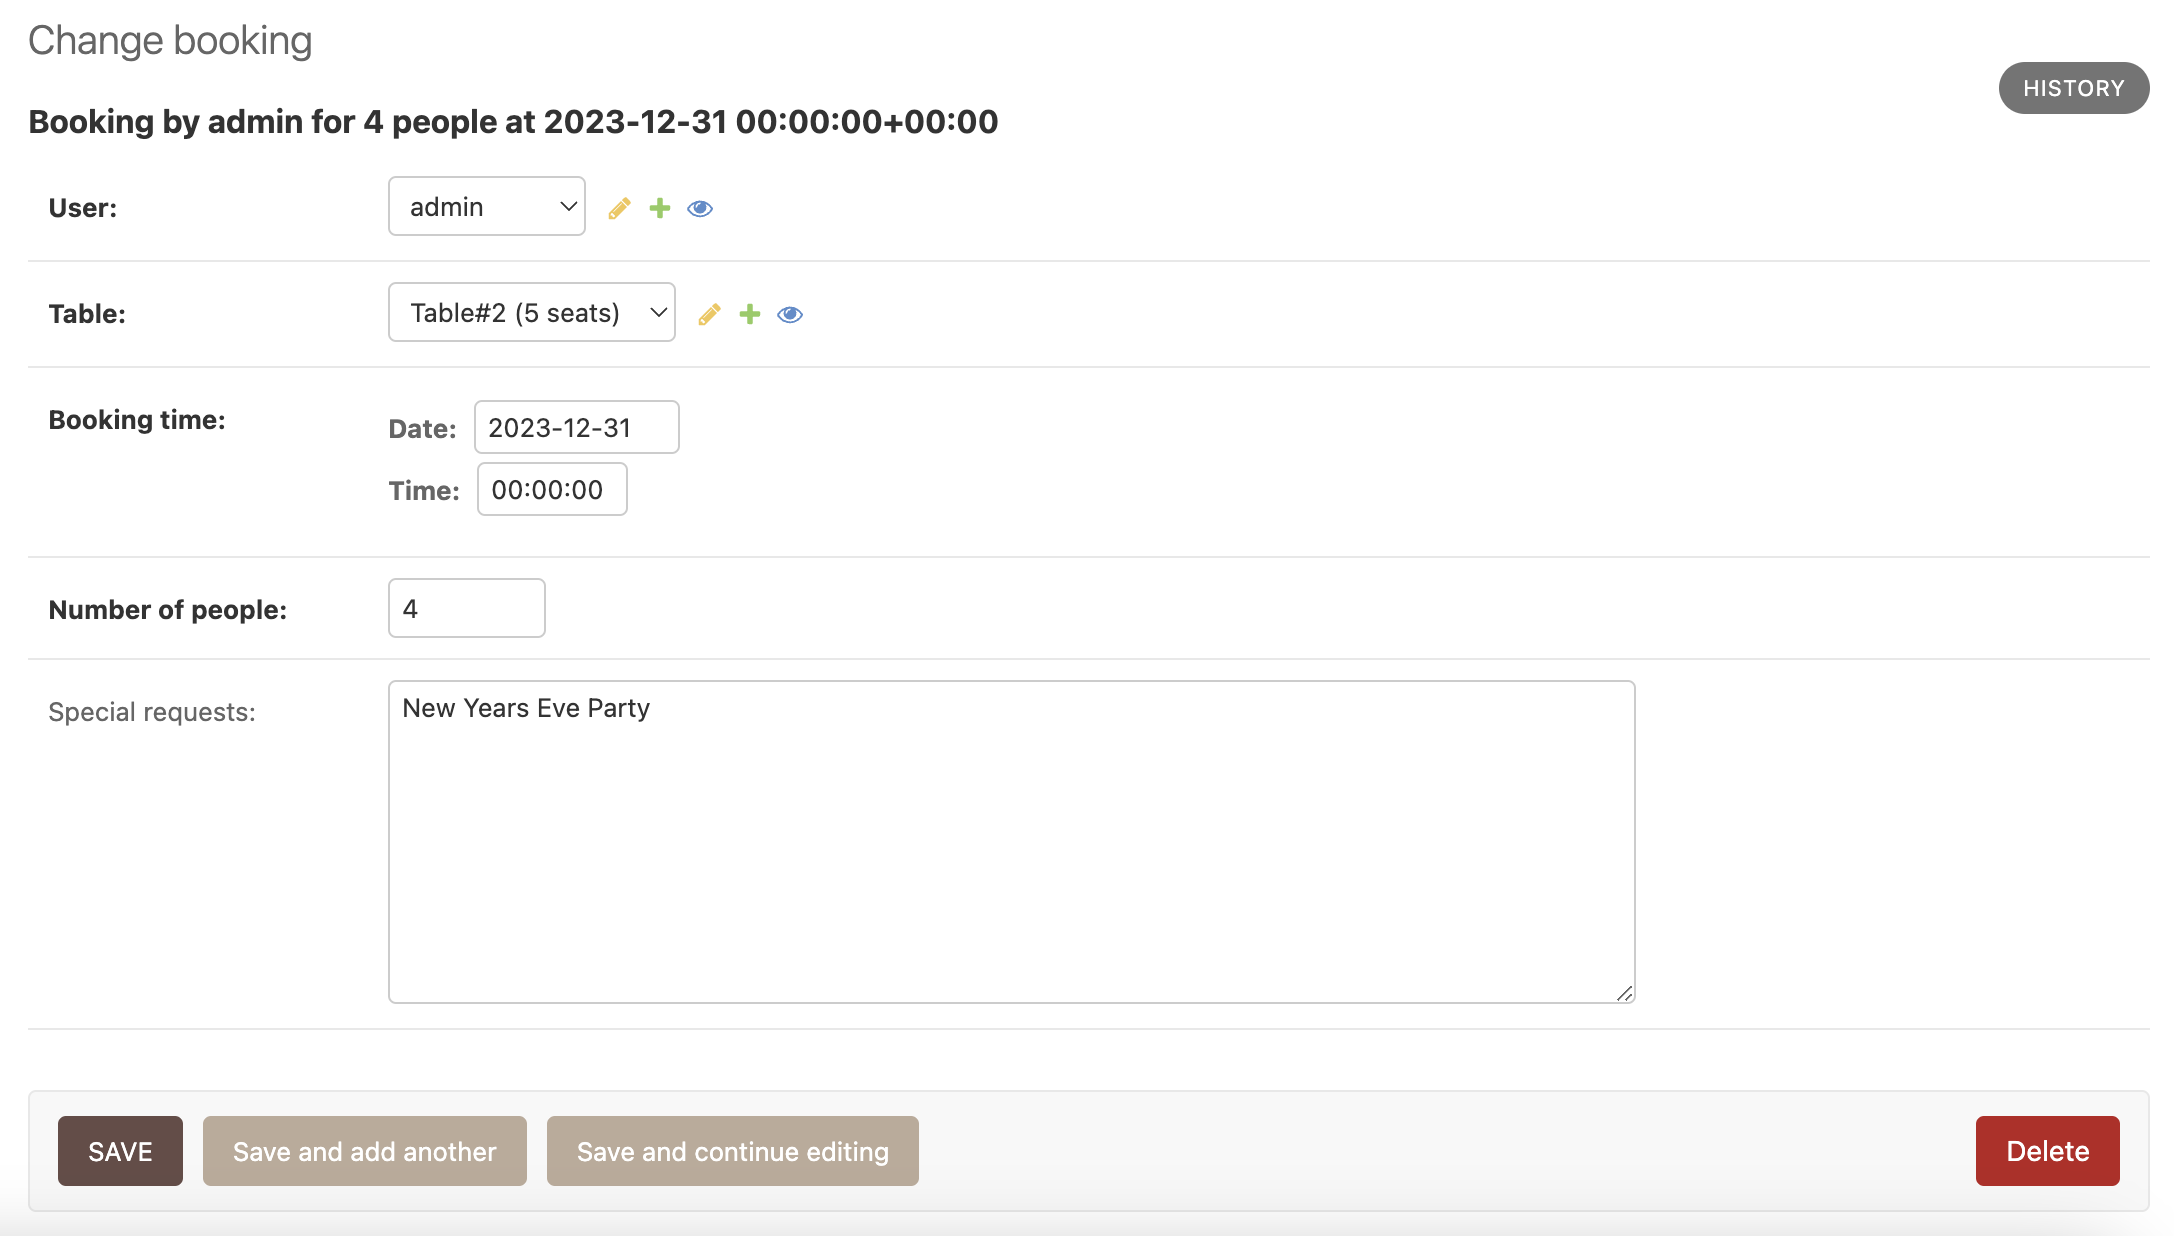 Change booking
HISTORY
Booking by admin for 4 people at 2023-12-31 00:00:00+00:00
User: admin
Table: Table#2 (5 seats)
Booking time: Date: 2023-12-31
Time: 00:00:00
Number of people: 4
Special requests: New Years Eve Party
SAVE Save and add another Save and continue editing Delete